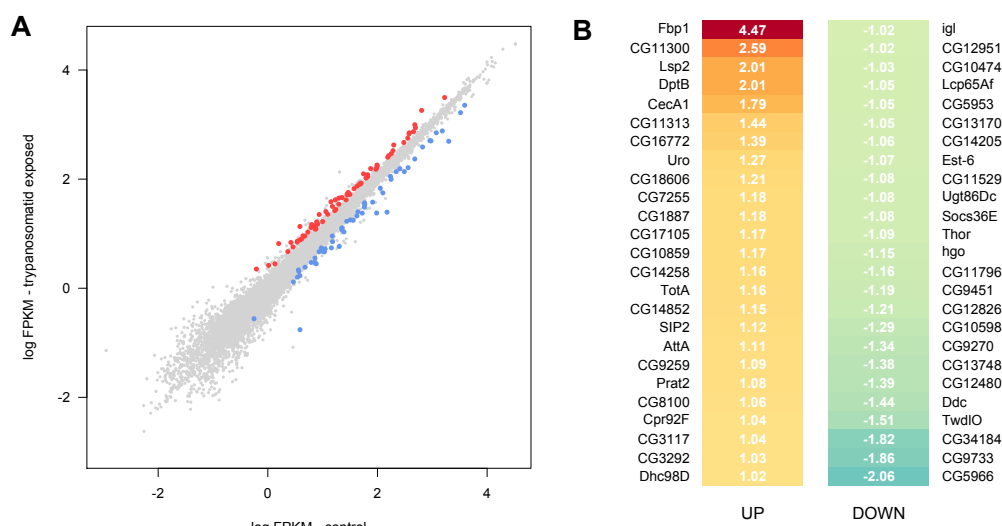 A
log FPKM - trypanosomatid exposed
4
2
0
-2
-2
0
2
4
log FPKM - control
B
Fbp1 4.47 -1.02 igl
CG11300 2.59 -1.02 CG12951
Lsp2 2.01 -1.03 CG10474
DptB 2.01 -1.05 Lcp65Af
CecA1 1.79 -1.05 CG5953
CG11313 1.44 -1.05 CG13170
CG16772 1.39 -1.06 CG14205
Uro 1.27 -1.07 Est-6
CG18606 1.21 -1.08 CG11529
CG7255 1.18 -1.08 Ugt86Dc
CG1887 1.18 -1.08 Socs36E
CG17105 1.17 -1.09 Thor
CG10859 1.17 -1.15 hgo
CG14258 1.16 -1.16 CG11796
TotA 1.16 -1.19 CG9451
CG14852 1.15 -1.21 CG12826
SIP2 1.12 -1.29 CG10598
AttA 1.11 -1.34 CG9270
CG9259 1.09 -1.38 CG13748
Prat2 1.08 -1.39 CG12480
CG8100 1.06 -1.44 Ddc
Cpr92F 1.04 -1.51 TwdlO
CG3117 1.04 -1.82 CG34184
CG3292 1.03 -1.86 CG9733
Dhc98D 1.02 -2.06 CG5966
UP DOWN